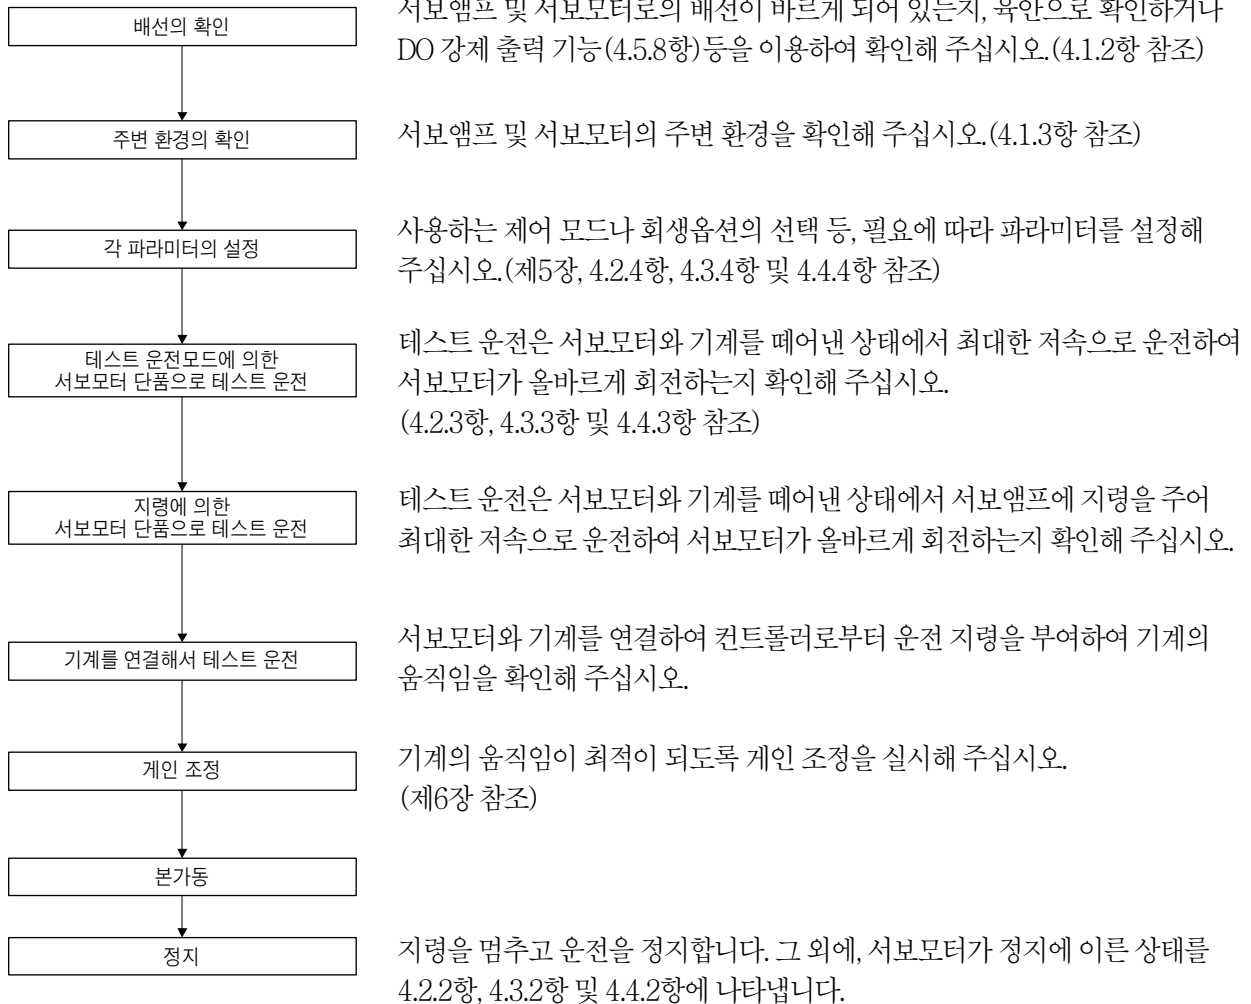 배선의 확인
서보앰프 및 서보모터로의 배선이 바르게 되어 있는지, 육안으로 확인하거나
DO 강제 출력 기능(4.5.8항)등을 이용하여 확인해 주십시오.(4.1.2항 참조)
주변 환경의 확인
서보앰프 및 서보모터의 주변 환경을 확인해 주십시오.(4.1.3항 참조)
각 파라미터의 설정
사용하는 제어 모드나 회생옵션의 선택 등, 필요에 따라 파라미터를 설정해
주십시오.(제5장, 4.2.4항, 4.3.4항 및 4.4.4항 참조)
테스트 운전모드에 의한
서보모터 단품으로 테스트 운전
테스트 운전은 서보모터와 기계를 떼어낸 상태에서 최대한 저속으로 운전하여
서보모터가 올바르게 회전하는지 확인해 주십시오.
(4.2.3항, 4.3.3항 및 4.4.3항 참조)
지령에 의한
서보모터 단품으로 테스트 운전
테스트 운전은 서보모터와 기계를 떼어낸 상태에서 서보앰프에 지령을 주어
최대한 저속으로 운전하여 서보모터가 올바르게 회전하는지 확인해 주십시오.
기계를 연결해서 테스트 운전
서보모터와 기계를 연결하여 컨트롤러로부터 운전 지령을 부여하여 기계의
움직임을 확인해 주십시오.
게인 조정
기계의 움직임이 최적이 되도록 게인 조정을 실시해 주십시오.
(제6장 참조)
본가동
정지
지령을 멈추고 운전을 정지합니다. 그 외에, 서보모터가 정지에 이른 상태를
4.2.2항, 4.3.2항 및 4.4.2항에 나타냅니다.